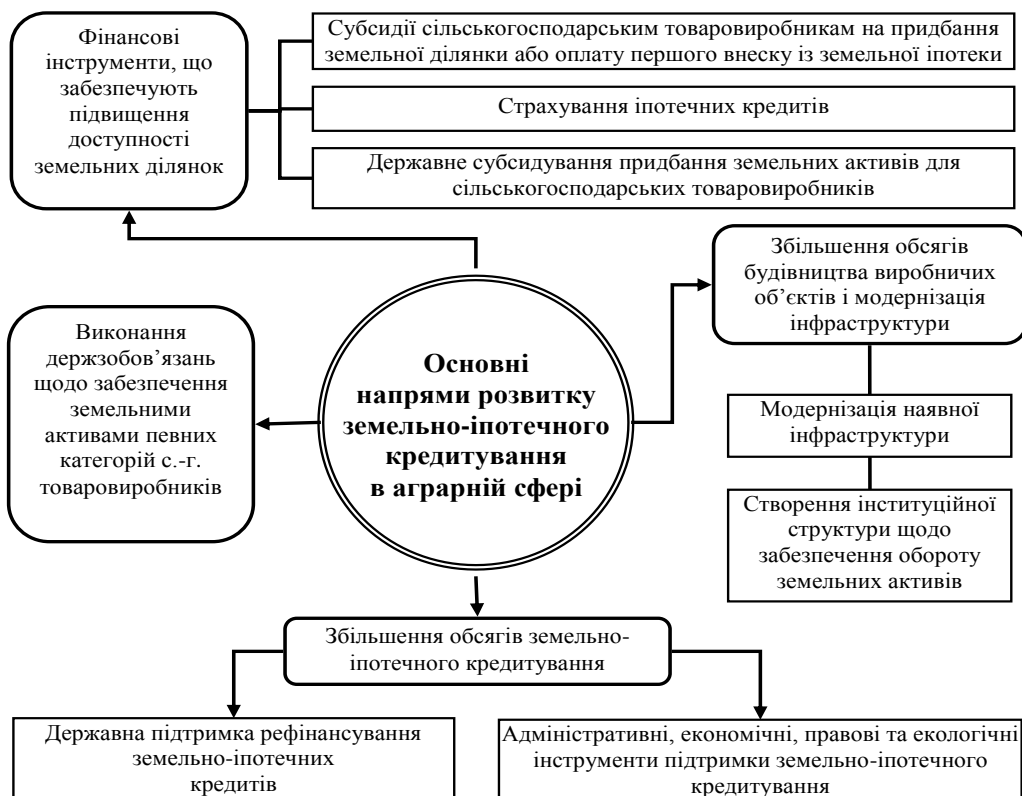 Фінансові
інструменти, що
забезпечують
підвищення
доступності
земельних ділянок
Субсидії сільськогосподарським товаровиробникам на придбання
земельної ділянки або оплату першого внеску із земельної іпотеки
Страхування іпотечних кредитів
Державне субсидування придбання земельних активів для
сільськогосподарських товаровиробників
Збільшення обсягів
будівництва виробничих
об’єктів і модернізація
інфраструктури
Виконання
держзобов’язань
щодо забезпечення
земельними
активами певних
категорій с.-г.
товаровиробників
Основні
напрями розвитку
земельно-іпотечного
кредитування
в аграрній сфері
Модернізація наявної
інфраструктури
Створення інституційної
структури щодо
забезпечення обороту
земельних активів
Збільшення обсягів земельно-
іпотечного кредитування
Державна підтримка рефінансування
земельно-іпотечних
кредитів
Адміністративні, економічні, правові та екологічні
інструменти підтримки земельно-іпотечного
кредитування